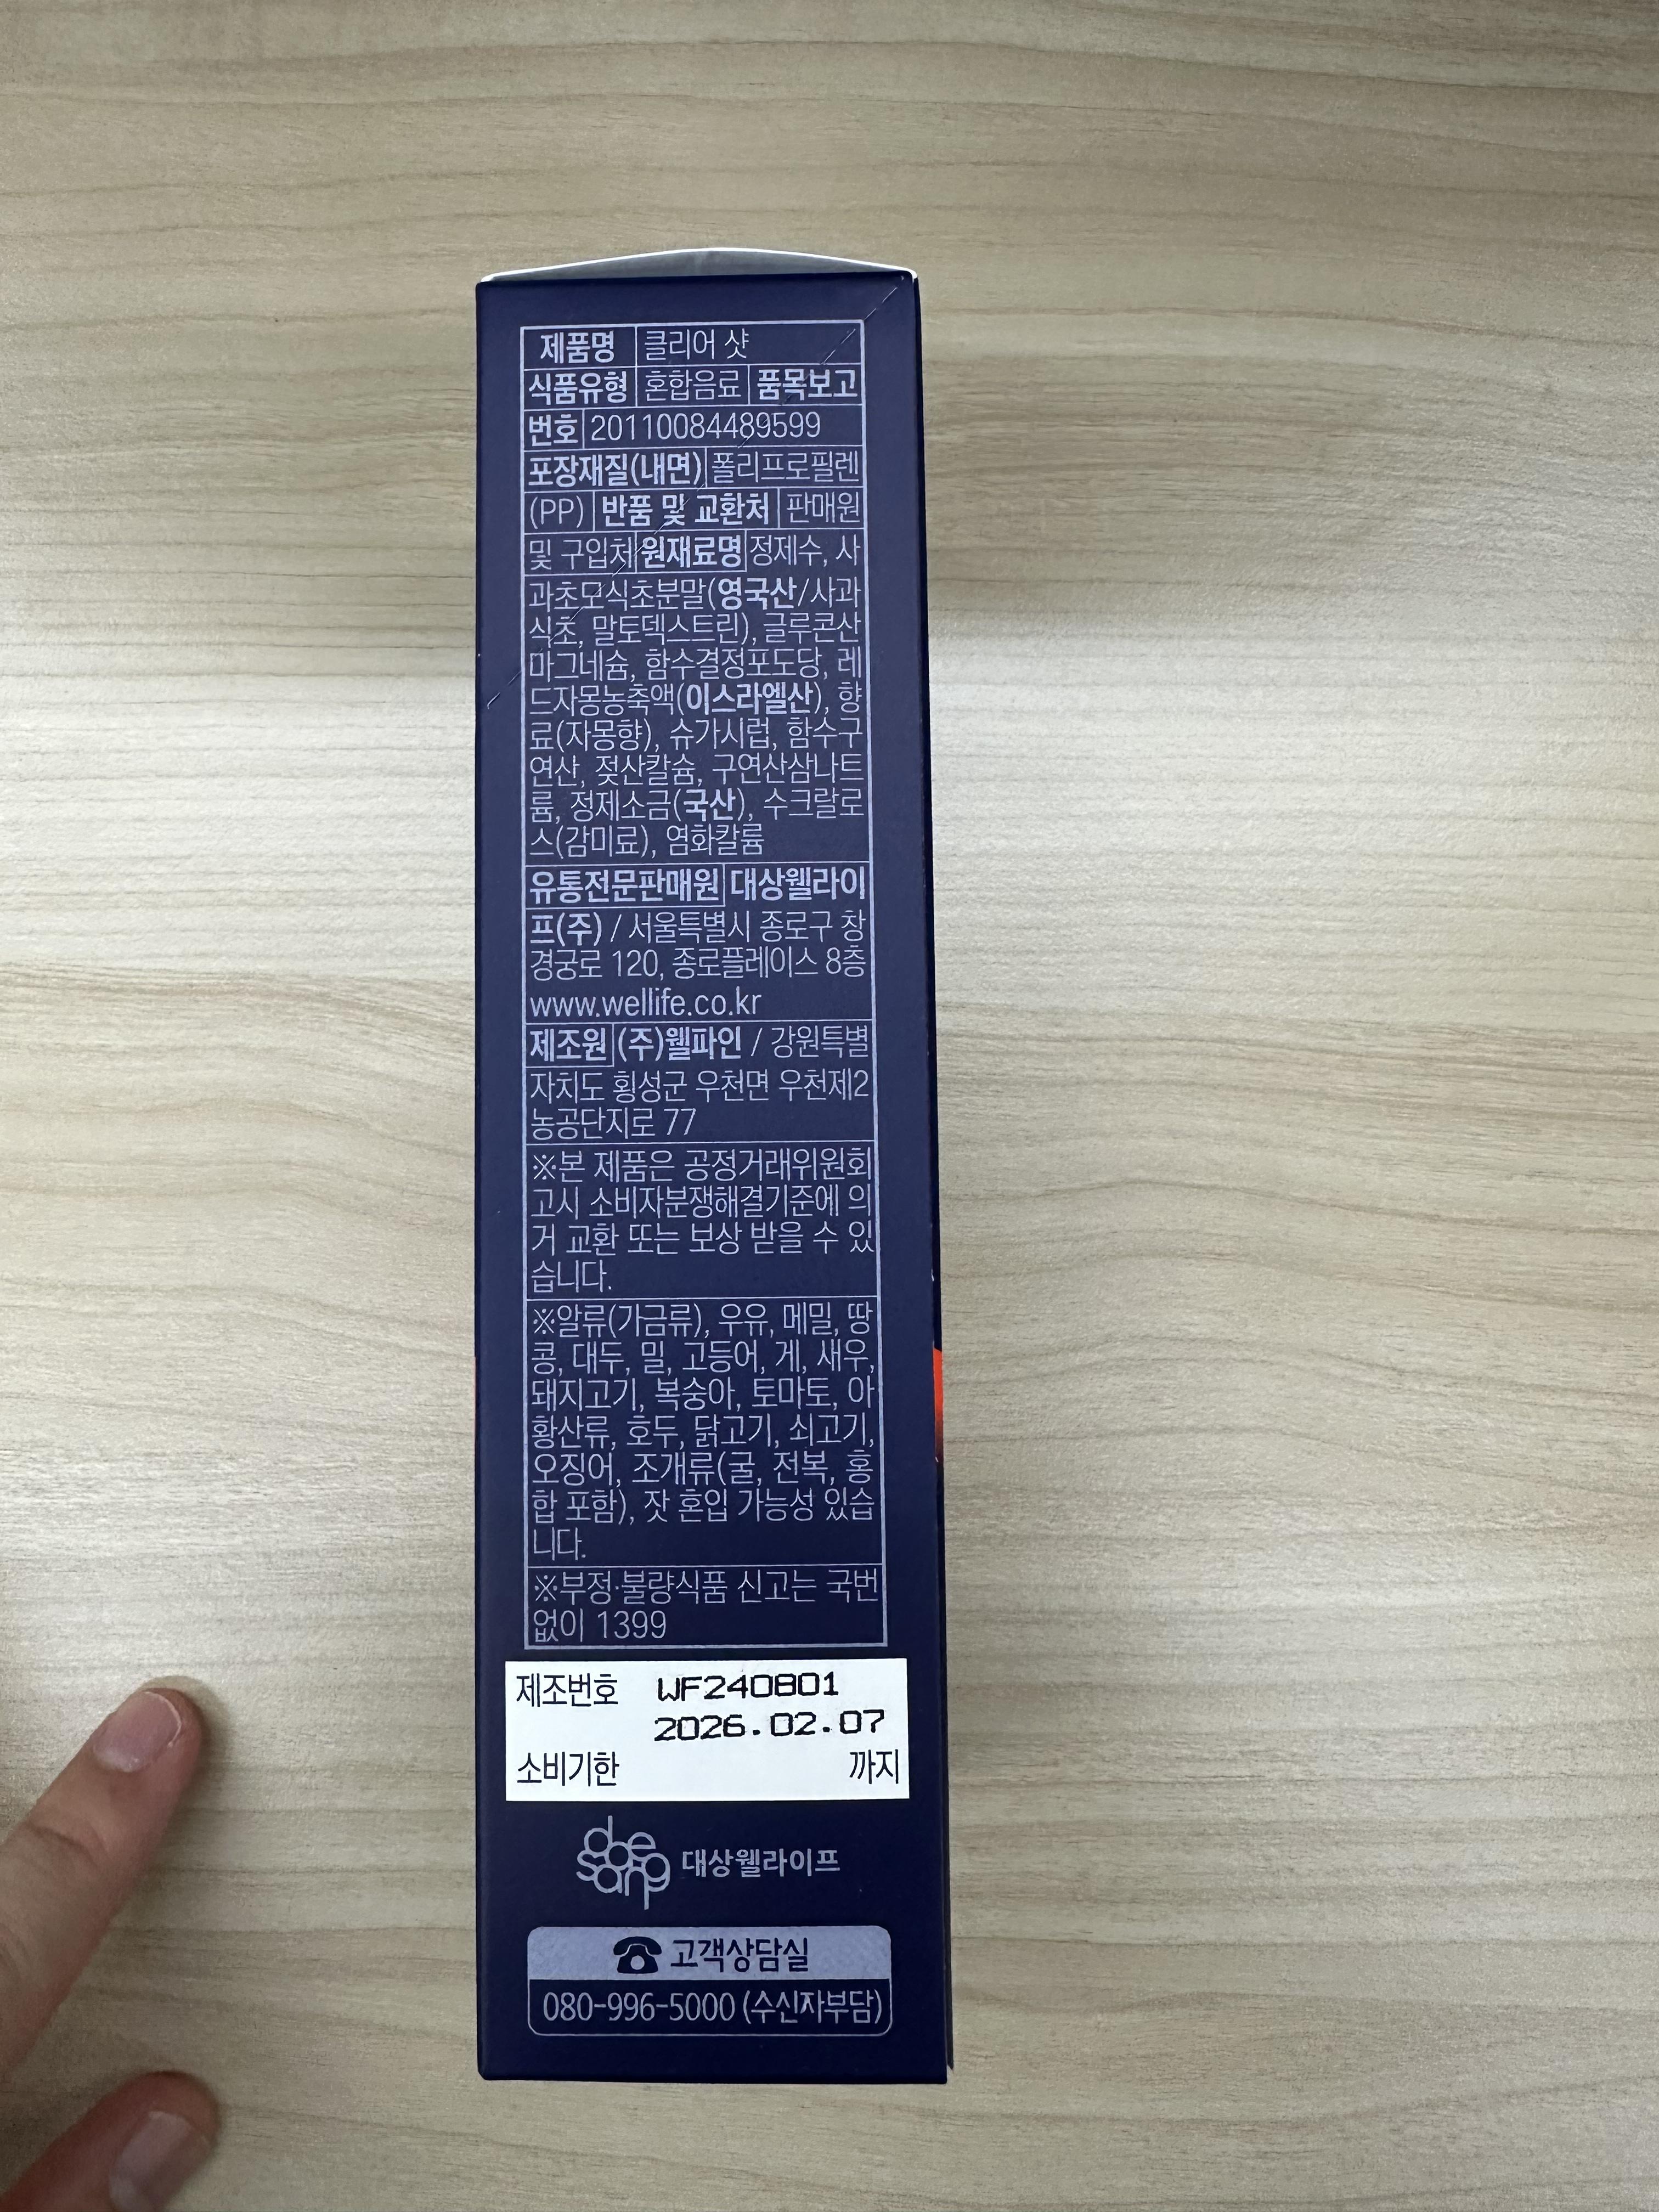 제품명 클리어 샷
식품유형 혼합음료 품목보고
번호 20110084489599
포장재질(내면) 폴리프로필렌
(PP) 반품 및 교환처 판매원
및 구입처 원재료명 정제수, 사
과초모식초분말(영국산/사과
식초, 말토덱스트린), 글루콘산
마그네슘, 함수결정포도당, 레
드자몽농축액(이스라엘산), 향
료(자몽향), 슈가시럽, 함수구
연산, 젖산칼슘, 구연산삼나트
륨, 정제소금(국산), 수크랄로
스(감미료), 염화칼륨
유통전문판매원 대상웰라이
프(주) / 서울특별시 종로구 창
경궁로 120, 종로플레이스 8층
www.wellife.co.kr
제조원 (주)웰파인 / 강원특별
자치도 횡성군 우천면 우천제2
농공단지로 77
※본 제품은 공정거래위원회
고시 소비자분쟁해결기준에 의
거 교환 또는 보상 받을 수 있
습니다.
※알류(가금류), 우유, 메밀, 땅
콩, 대두, 밀, 고등어, 게, 새우,
돼지고기, 복숭아, 토마토, 아
황산류, 호두, 닭고기, 쇠고기,
오징어, 조개류(굴, 전복, 홍
합 포함), 잣 혼입 가능성 있습
니다.
※부정·불량식품 신고는 국번
없이 1399
제조번호 WF240801
2026.02.07
소비기한 까지
daesang 대상웰라이프
고객상담실
080-996-5000 (수신자부담)